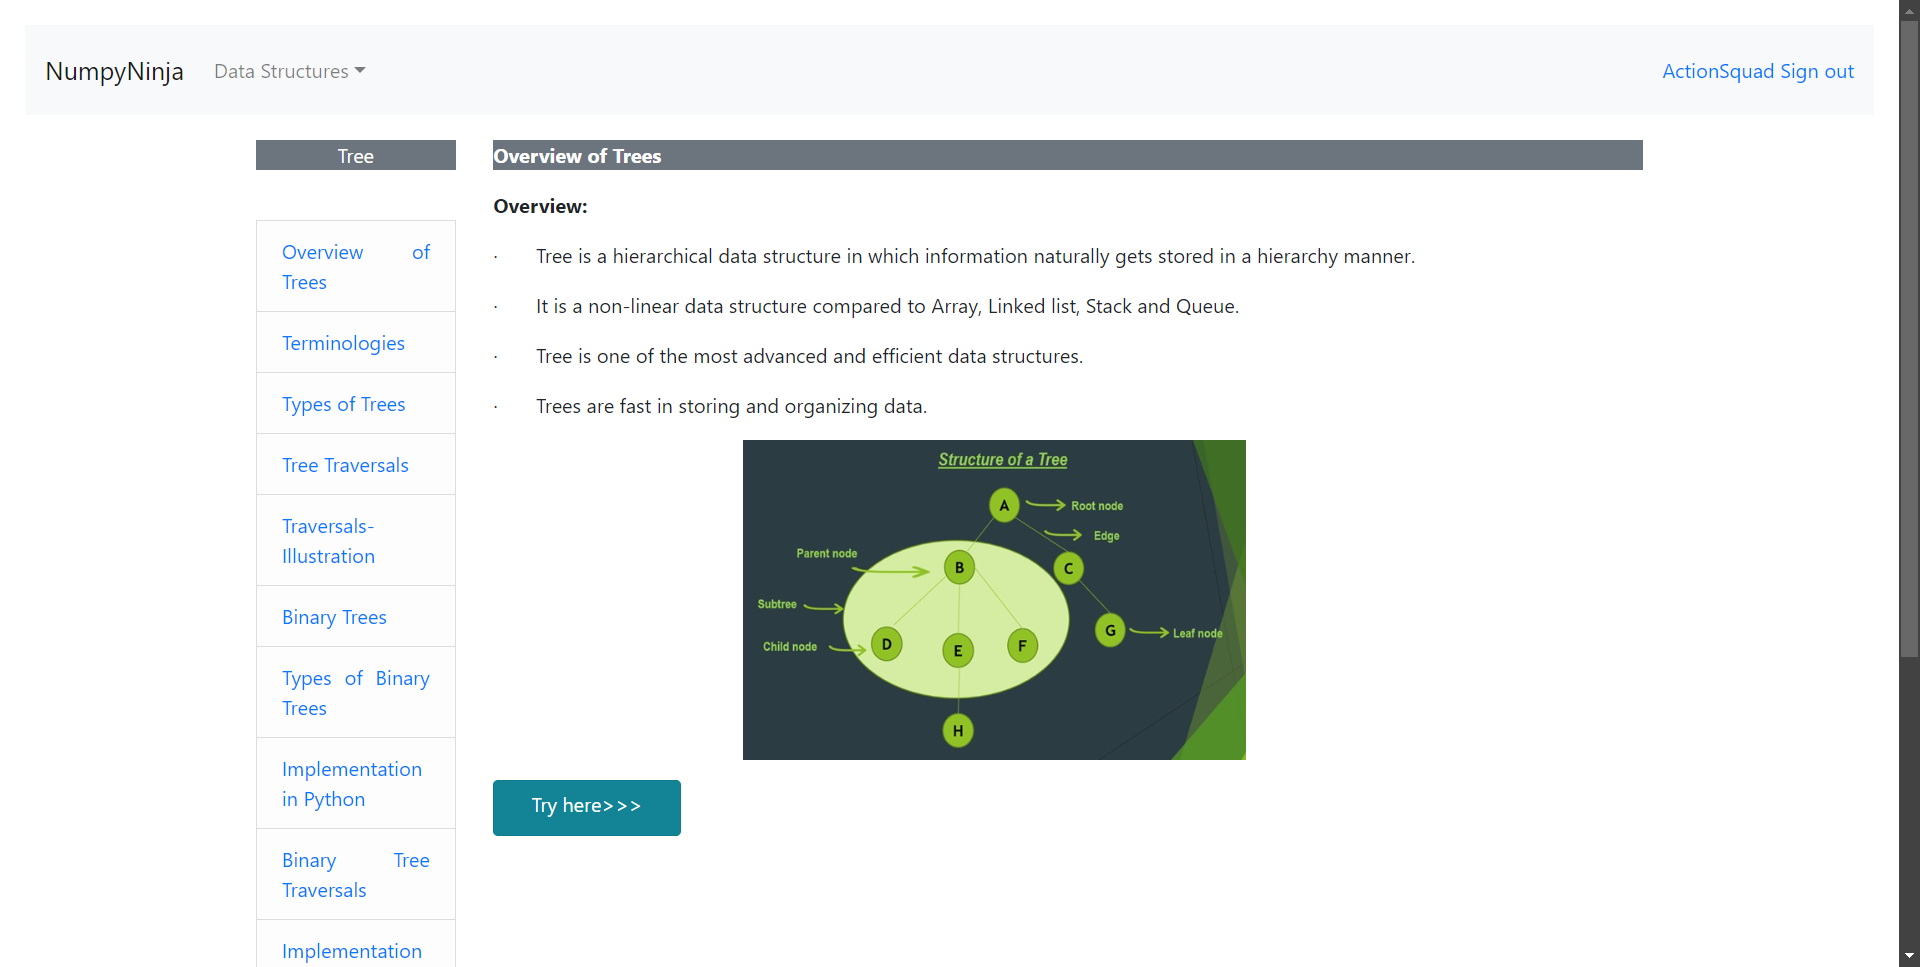 NumpyNinja
Data Structures
ActionSquad Sign out
Tree
Overview of
Trees
Terminologies
Types of Trees
Tree Traversals
Traversals-
Illustration
Binary Trees
Types of Binary
Trees
Implementation
in Python
Binary Tree
Traversals
Implementation
Overview of Trees
Overview:
· Tree is a hierarchical data structure in which information naturally gets stored in a hierarchy manner.
· It is a non-linear data structure compared to Array, Linked list, Stack and Queue.
· Tree is one of the most advanced and efficient data structures.
· Trees are fast in storing and organizing data.
Structure of a Tree
A
Root node
Edge
Parent node
B
C
Subtree
G
Leaf node
Child node
D
E
F
H
Try here>>>